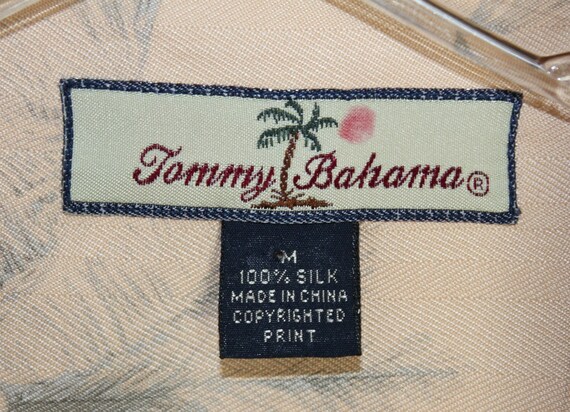 Tommy Bahama®
M
100% SILK
MADE IN CHINA
COPYRIGHTED
PRINT